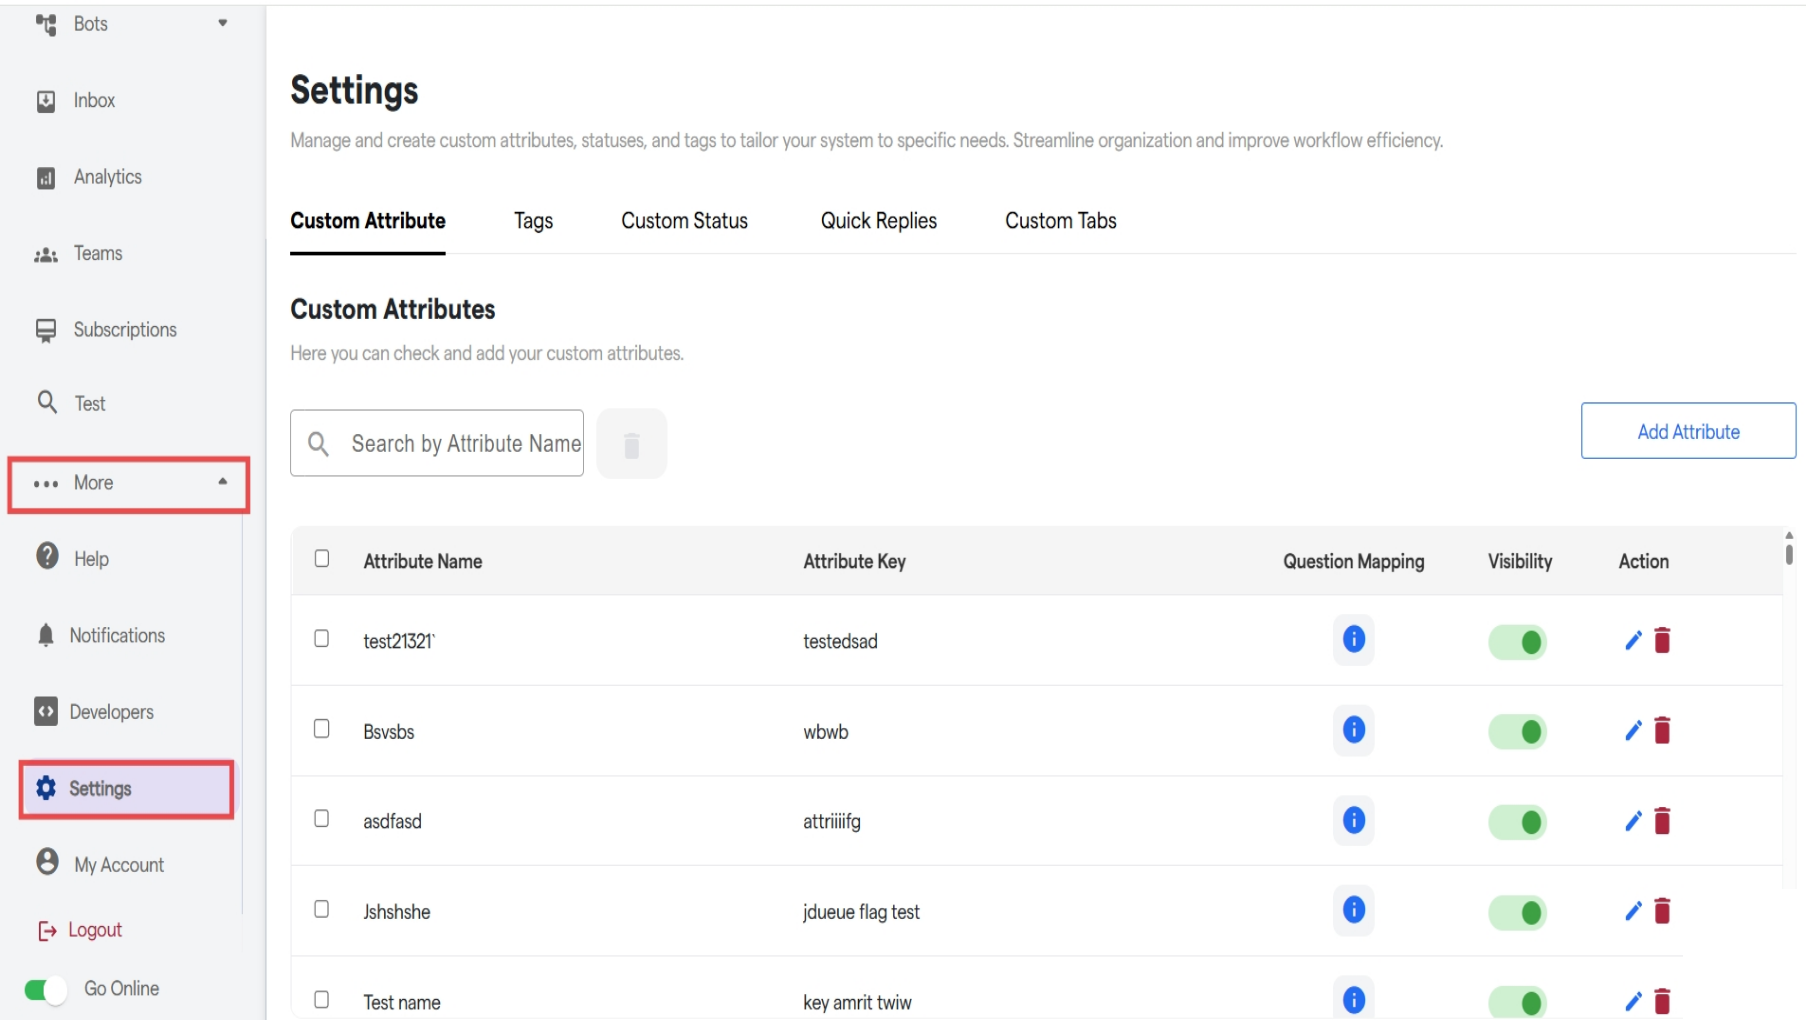 Bots
Inbox
Analytics
Teams
Subscriptions
Test
More
Help
Notifications
Developers
Settings
My Account
Logout
Go Online
Settings
Manage and create custom attributes, statuses, and tags to tailor your system to specific needs. Streamline organization and improve workflow efficiency.
Custom Attribute Tags Custom Status Quick Replies Custom Tabs
Custom Attributes
Here you can check and add your custom attributes.
Search by Attribute Name
Add Attribute
Attribute Name Attribute Key Question Mapping Visibility Action
test21321` testedsad
Bsvsbs wbwb
asdfasd attriiiifg
Jshshshe jdueue flag test
Test name key amrit twiw